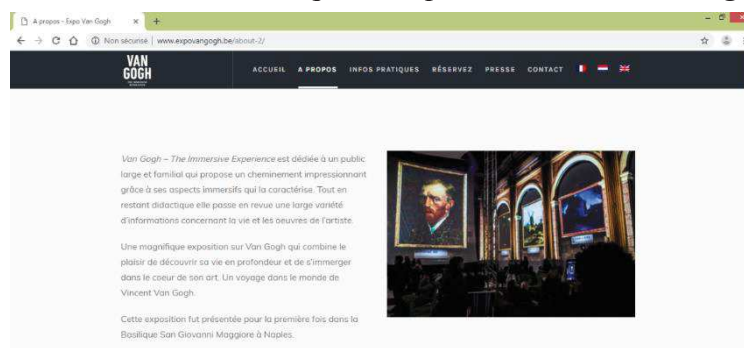 A propos - Expo Van Gogh
Non sécurisé | www.expovangogh.be/about-2/
VAN
GOGH
ACCUEIL A PROPOS INFOS PRATIQUES RÉSERVEZ PRESSE CONTACT
Van Gogh – The Immersive Experience est dédiée à un public
large et familial qui propose un cheminement impressionnant
grâce à ses aspects immersifs qui la caractérise. Tout en
restant didactique elle passe en revue une large variété
d'informations concernant la vie et les oeuvres de l'artiste.
Une magnifique exposition sur Van Gogh qui combine le
plaisir de découvrir sa vie en profondeur et de s'immerger
dans le coeur de son art. Un voyage dans le monde de
Vincent Van Gogh.
Cette exposition fut présentée pour la première fois dans la
Basilique San Giovanni Maggiore à Naples.